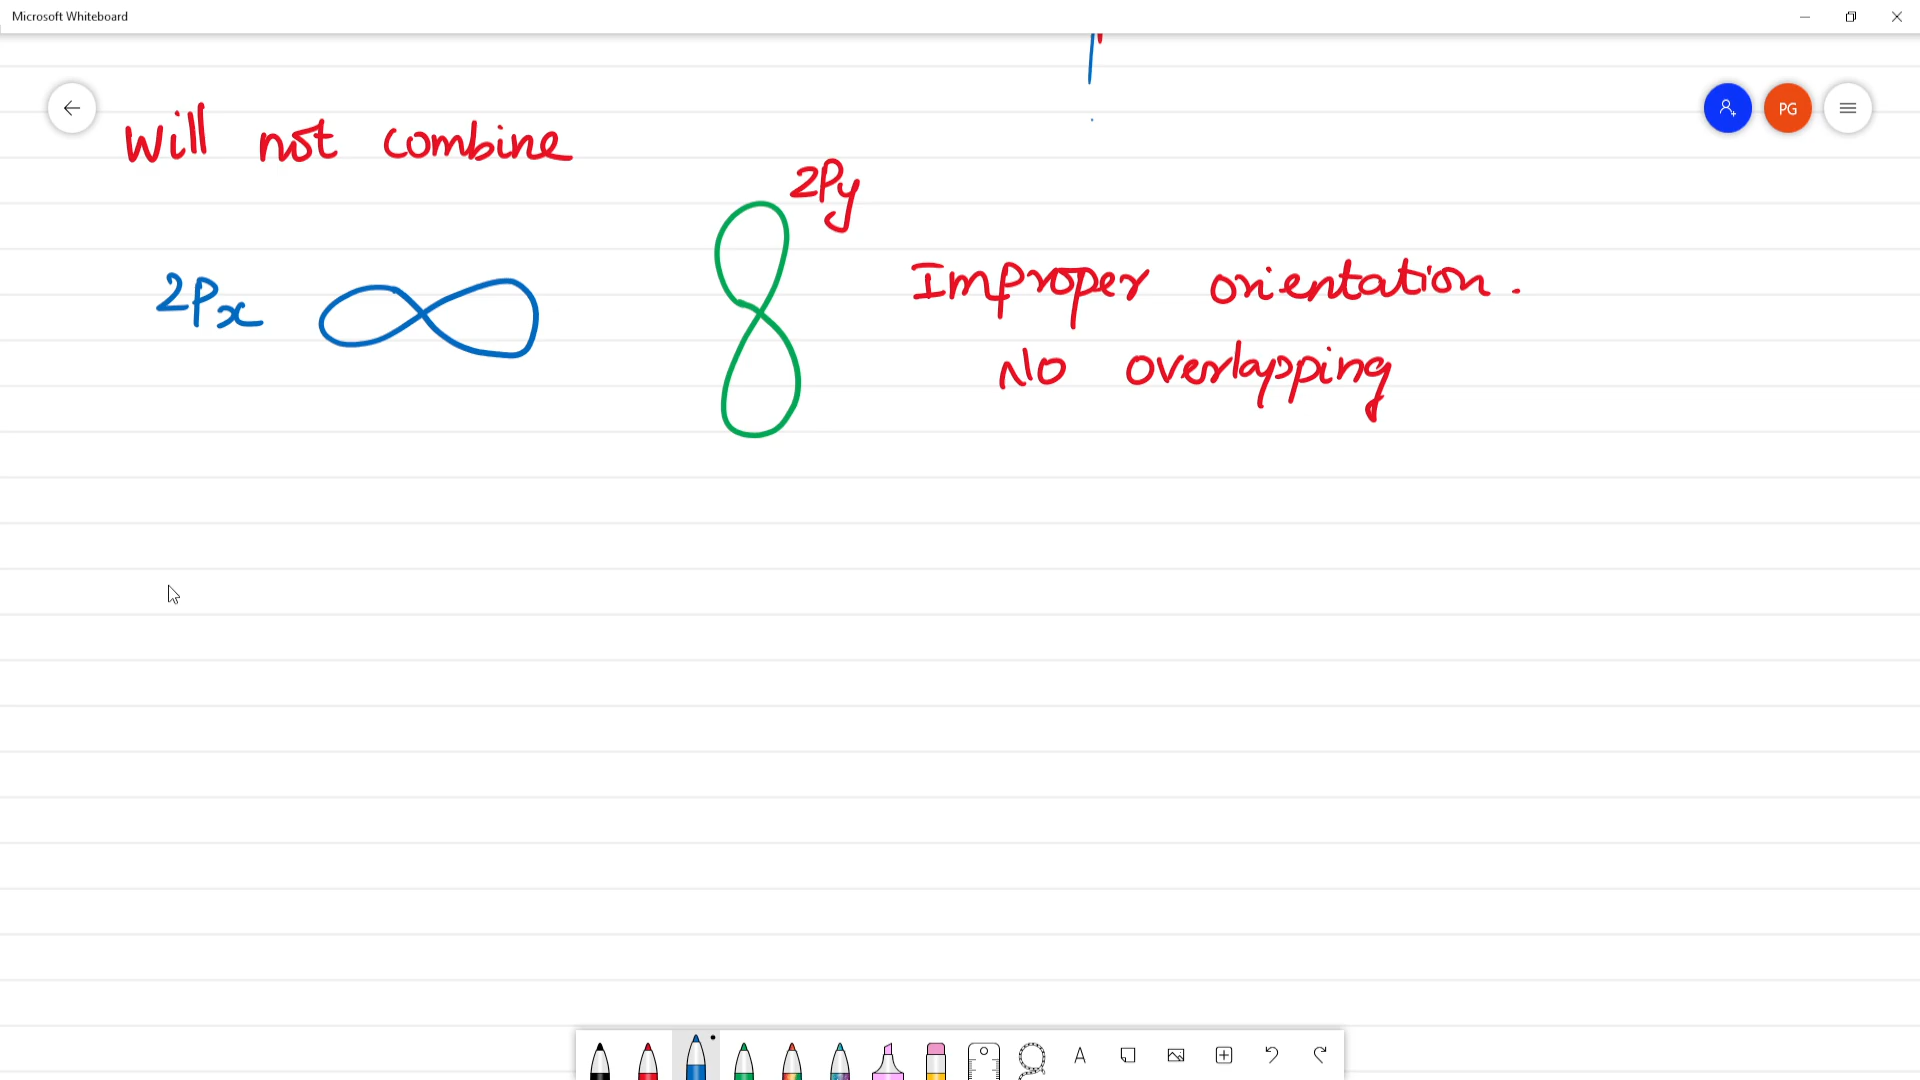 Microsoft Whiteboard
PG
Will not combine
2Py
2Px
Improper orientation.
No overlapping
A